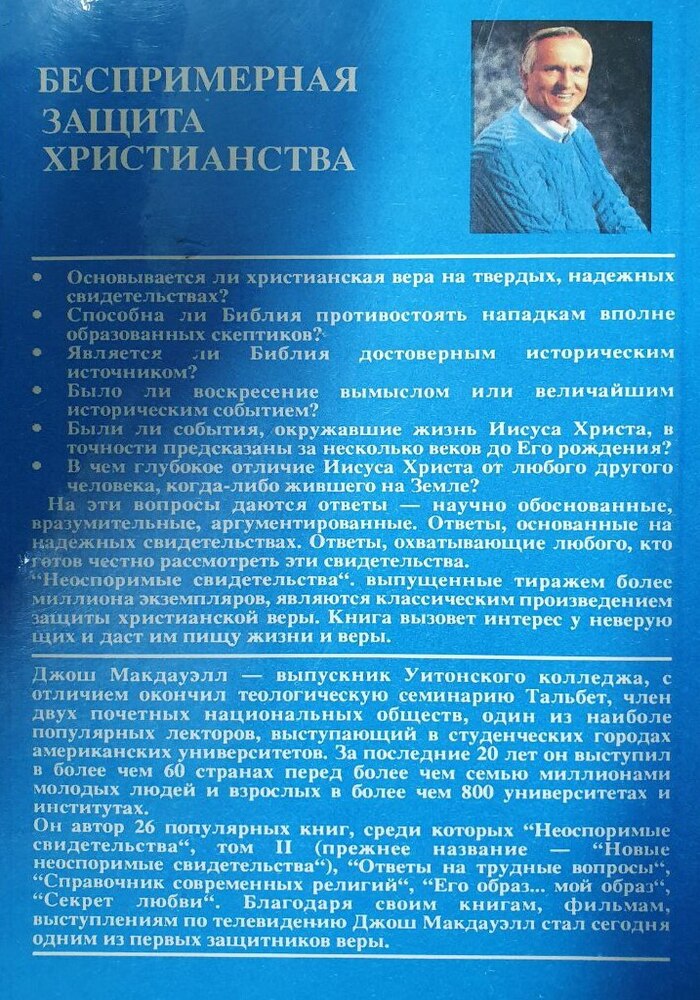 БЕСПРИМЕРНАЯ
ЗАЩИТА
ХРИСТИАНСТВА
• Основывается ли христианская вера на твердых, надежных
свидетельствах?
• Способна ли Библия противостоять нападкам вполне
образованных скептиков?
• Является ли Библия достоверным историческим
источником?
• Было ли воскресение вымыслом или величайшим
историческим событием?
• Были ли события, окружавшие жизнь Иисуса Христа, в
точности предсказаны за несколько веков до Его рождения?
• В чем глубокое отличие Иисуса Христа от любого другого
человека, когда-либо жившего на Земле?
На эти вопросы даются ответы — научно обоснованные,
вразумительные, аргументированные. Ответы, основанные на
надежных свидетельствах. Ответы, охватывающие любого, кто
готов честно рассмотреть эти свидетельства.
“Неоспоримые свидетельства“. выпущенные тиражем более
миллиона экземпляров, являются классическим произведением
защиты христианской веры. Книга вызовет интерес у неверую
щих и даст им пищу жизни и веры.
Джош Макдауэлл — выпускник Уитонского колледжа, с
отличием окончил теологическую семинарию Тальбет, член
двух почетных национальных обществ, один из наиболе
популярных лекторов, выступающий в студенческих городах
американских университетов. За последние 20 лет он выступил
в более чем 60 странах перед более чем семью миллионами
молодых людей и взрослых в более чем 800 университетах и
институтах.
Он автор 26 популярных книг, среди которых “Неоспоримые
свидетельства“, том II (прежнее название — “Новые
неоспоримые свидетельства“), “Ответы на трудные вопросы“,
“Справочник современных религий“, “Его образ... мой образ“,
“Секрет любви“. Благодаря своим книгам, фильмам,
выступлениям по телевидению Джош Макдауэлл стал сегодня
одним из первых защитников веры.